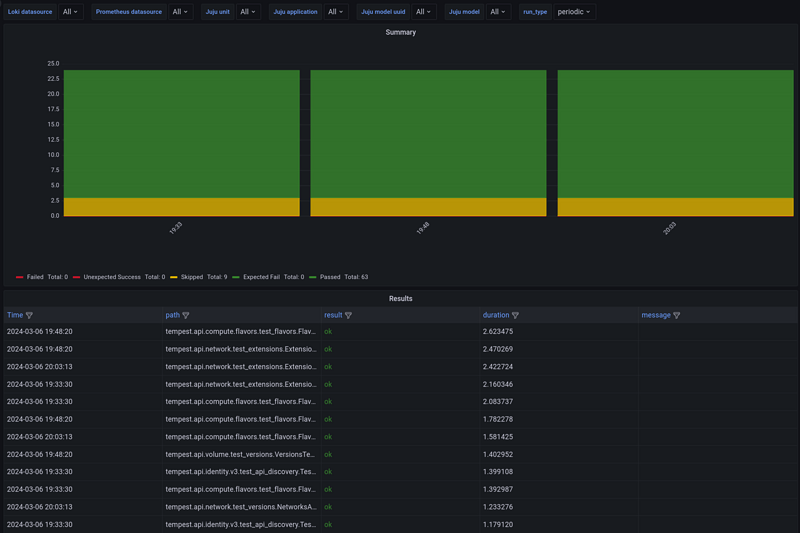 Loki datasource All Prometheus datasource All Juju unit All Juju application All Juju model uuid All Juju model All run_type periodic
Summary
25.0
22.5
20.0
17.5
15.0
12.5
10.0
7.5
5.0
2.5
0.0
19:33 19:48 20:03
Failed Total: 0 Unexpected Success Total: 0 Skipped Total: 9 Expected Fail Total: 0 Passed Total: 63
Results
Time path result duration message
2024-03-06 19:48:20 tempest.api.compute.flavors.test_flavors.Flav... ok 2.623475
2024-03-06 19:48:20 tempest.api.network.test_extensions.Extensio... ok 2.470269
2024-03-06 20:03:13 tempest.api.network.test_extensions.Extensio... ok 2.422724
2024-03-06 19:33:30 tempest.api.network.test_extensions.Extensio... ok 2.160346
2024-03-06 19:33:30 tempest.api.compute.flavors.test_flavors.Flav... ok 2.083737
2024-03-06 19:48:20 tempest.api.compute.flavors.test_flavors.Flav... ok 1.782278
2024-03-06 20:03:13 tempest.api.compute.flavors.test_flavors.Flav... ok 1.581425
2024-03-06 19:48:20 tempest.api.volume.test_versions.VersionsTe... ok 1.402952
2024-03-06 19:33:30 tempest.api.identity.v3.test_api_discovery.Tes... ok 1.399108
2024-03-06 19:33:30 tempest.api.compute.flavors.test_flavors.Flav... ok 1.392987
2024-03-06 20:03:13 tempest.api.network.test_versions.NetworksA... ok 1.233276
2024-03-06 19:33:30 tempest.api.identity.v3.test_api_discovery.Tes... ok 1.179120